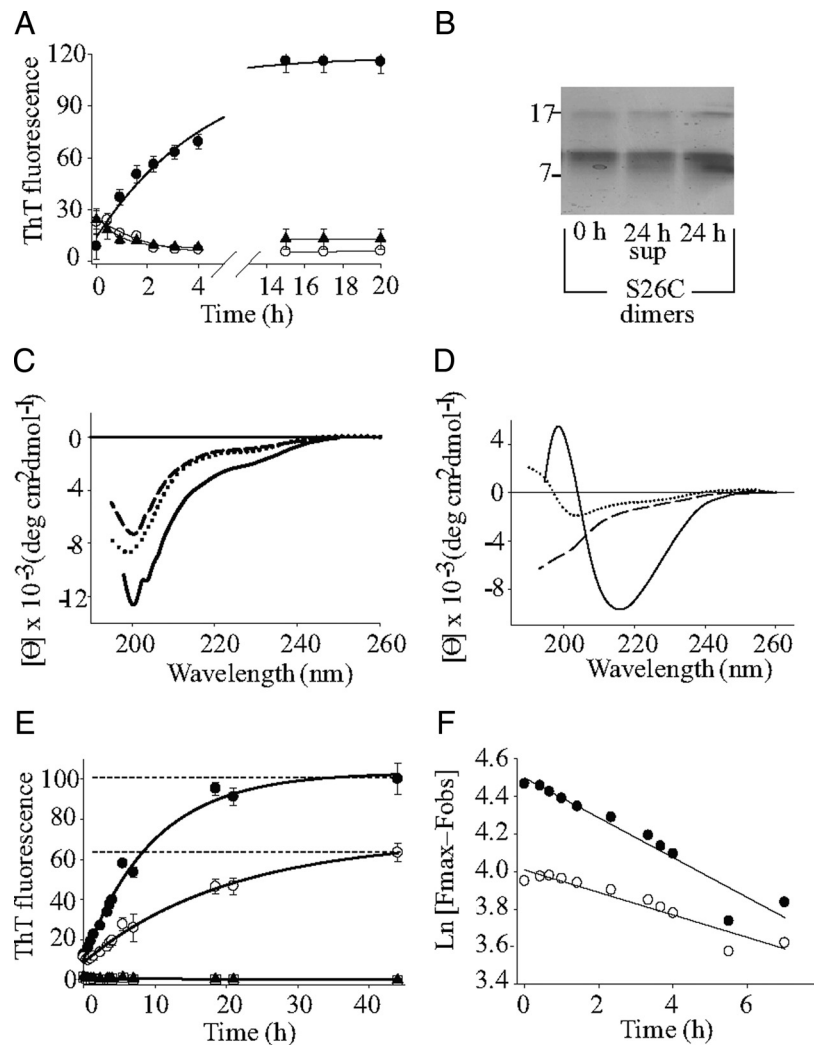 A
ThT fluorescence
120
90
60
30
0
0 2 4 14 16 18 20
Time (h)
B
17
7
0 h 24 h 24 h
sup
S26C
dimers
C
[Θ] x 10-3 (deg cm2dmol-1)
0
-4
-8
-12
200 220 240 260
Wavelength (nm)
D
[Θ] x 10-3 (deg cm2dmol-1)
4
0
-4
-8
200 220 240 260
Wavelength (nm)
E
ThT fluorescence
100
80
60
40
20
0
0 10 20 30 40
Time (h)
F
Ln [Fmax–Fobs]
4.6
4.4
4.2
4.0
3.8
3.6
3.4
0 2 4 6
Time (h)